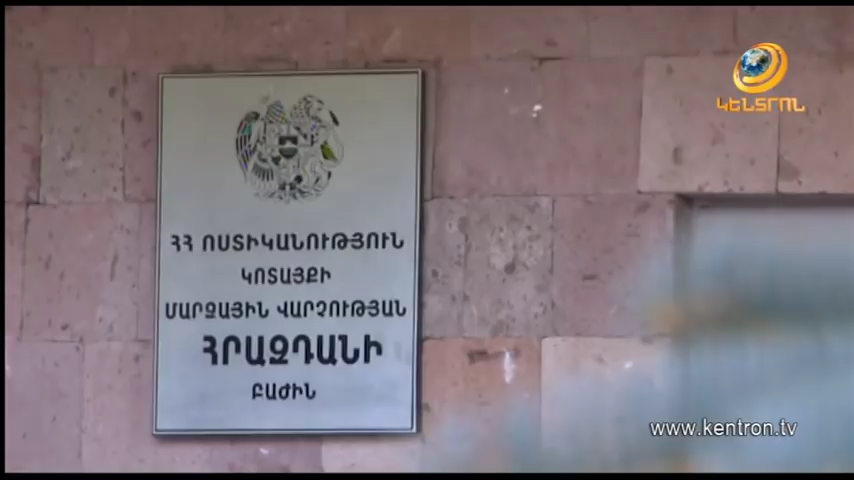 ԿԵՆՏՐՈՆ
ՀՀ ՈՍՏԻԿԱՆՈՒԹՅՈՒՆ
ԿՈՏԱՅՔԻ
ՄԱՐԶԱՅԻՆ ՎԱՐՉՈՒԹՅԱՆ
ՀՐԱԶԴԱՆԻ
ԲԱԺԻՆ
www.kentron.tv